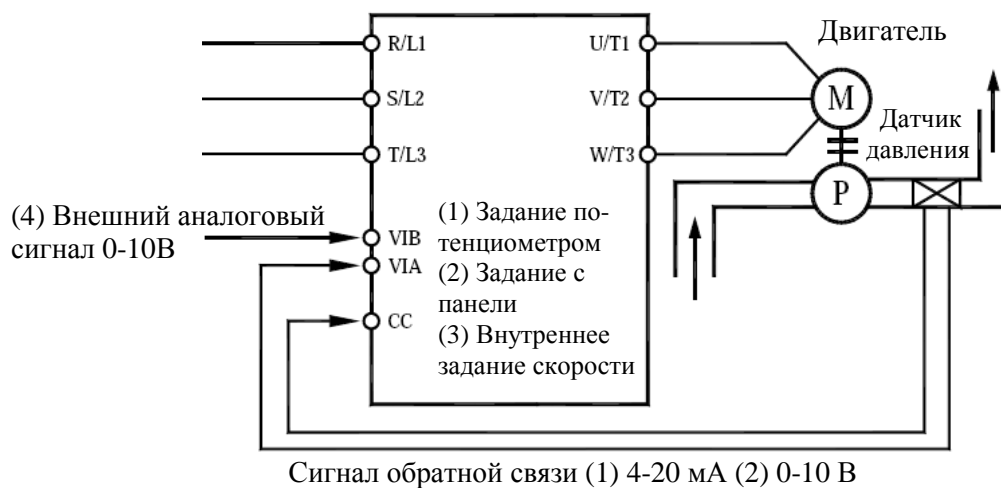 R/L1
U/T1
Двигатель
S/L2
V/T2
M
Датчик
давления
T/L3
W/T3
P
(4) Внешний аналоговый
сигнал 0-10В
VIB
VIA
CC
(1) Задание по-
тенциометром
(2) Задание с
панели
(3) Внутреннее
задание скорости
Сигнал обратной связи (1) 4-20 мА (2) 0-10 В